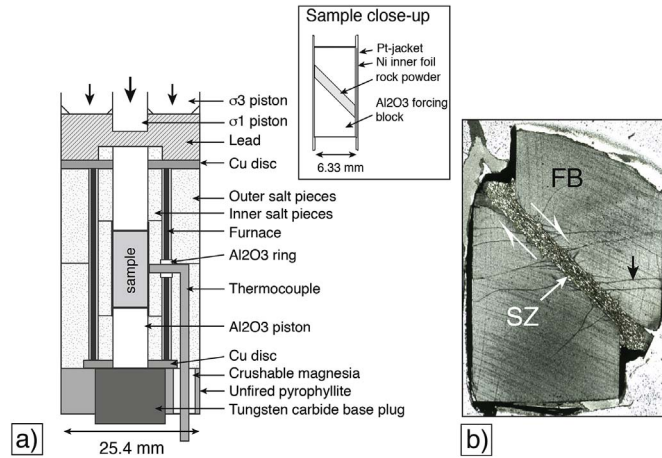 Sample close-up
Pt-jacket
Ni inner foil
rock powder
Al2O3 forcing
block
6.33 mm
σ3 piston
σ1 piston
Lead
Cu disc
Outer salt pieces
Inner salt pieces
Furnace
Al2O3 ring
Thermocouple
Al2O3 piston
Cu disc
Crushable magnesia
Unfired pyrophyllite
Tungsten carbide base plug
sample
25.4 mm
a)
FB
SZ
b)